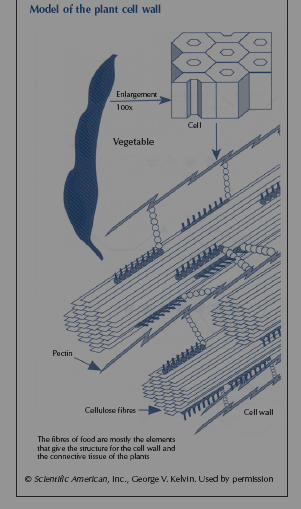 Model of the plant cell wall
Enlargement
100x
Cell
Vegetable
Pectin
Cellulose fibres
Cell wall
The fibres of food are mostly the elements
that give the structure for the cell wall and
the connective tissue of the plants
© Scientific American, Inc., George V. Kelvin. Used by permission